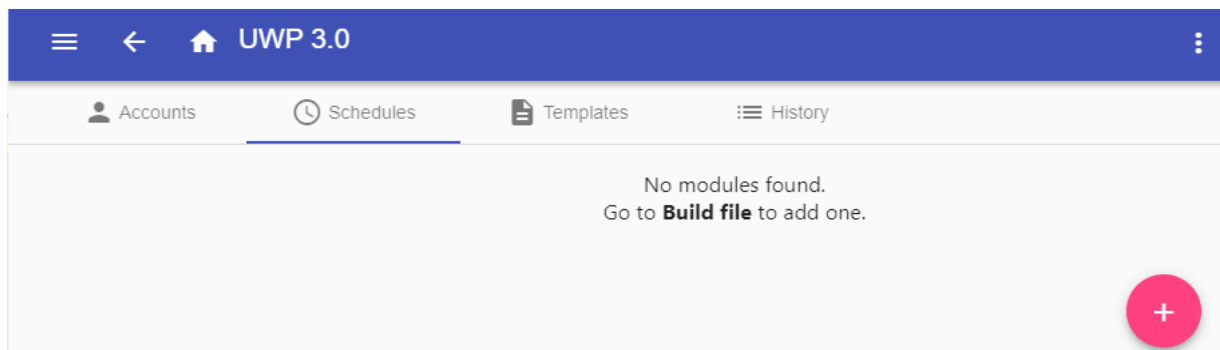 UWP 3.0
Accounts
Schedules
Templates
History
No modules found.
Go to Build file to add one.